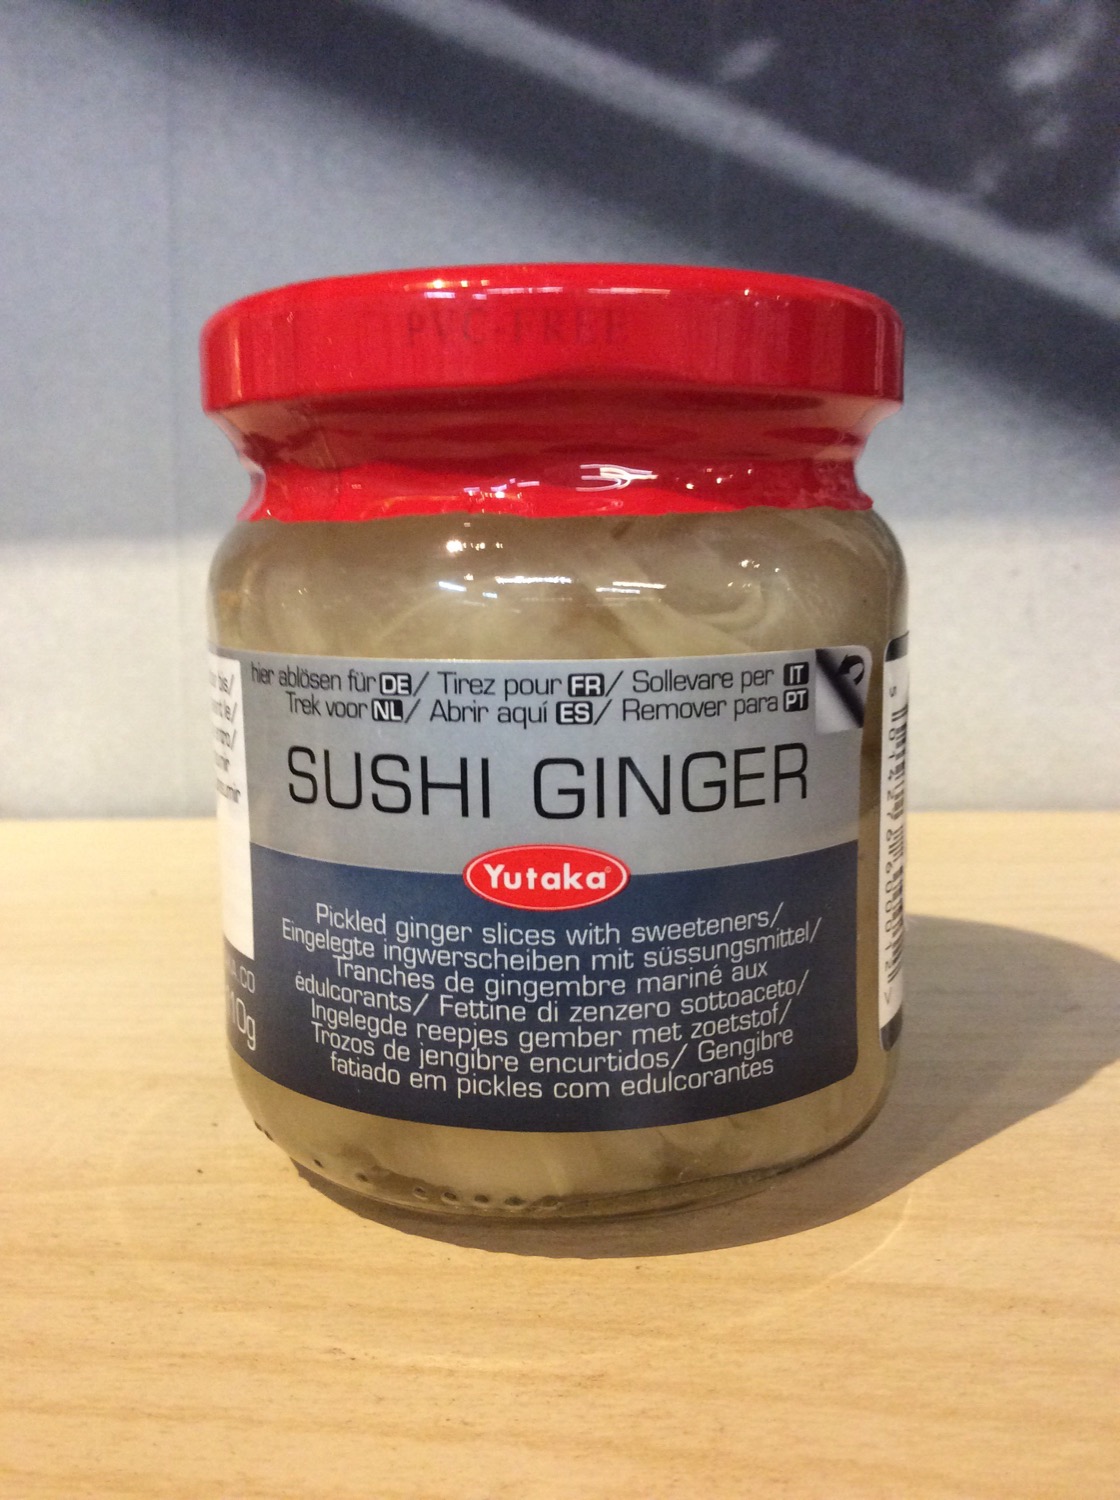 PVC-FREE
hier ablösen für DE/ Tirez pour FR/ Sollevare per IT
Trek voor NL/ Abrir aquí ES/ Remover para PT
SUSHI GINGER
Yutaka
Pickled ginger slices with sweeteners/
Eingelegte ingwerscheiben mit süssungsmittel/
Tranches de gingembre mariné aux
édulcorants/ Fettine di zenzero sottoaceto/
Ingelegde reepjes gember met zoetstof/
Trozos de jengibre encurtidos/ Gengibre
fatiado em pickles com edulcorantes